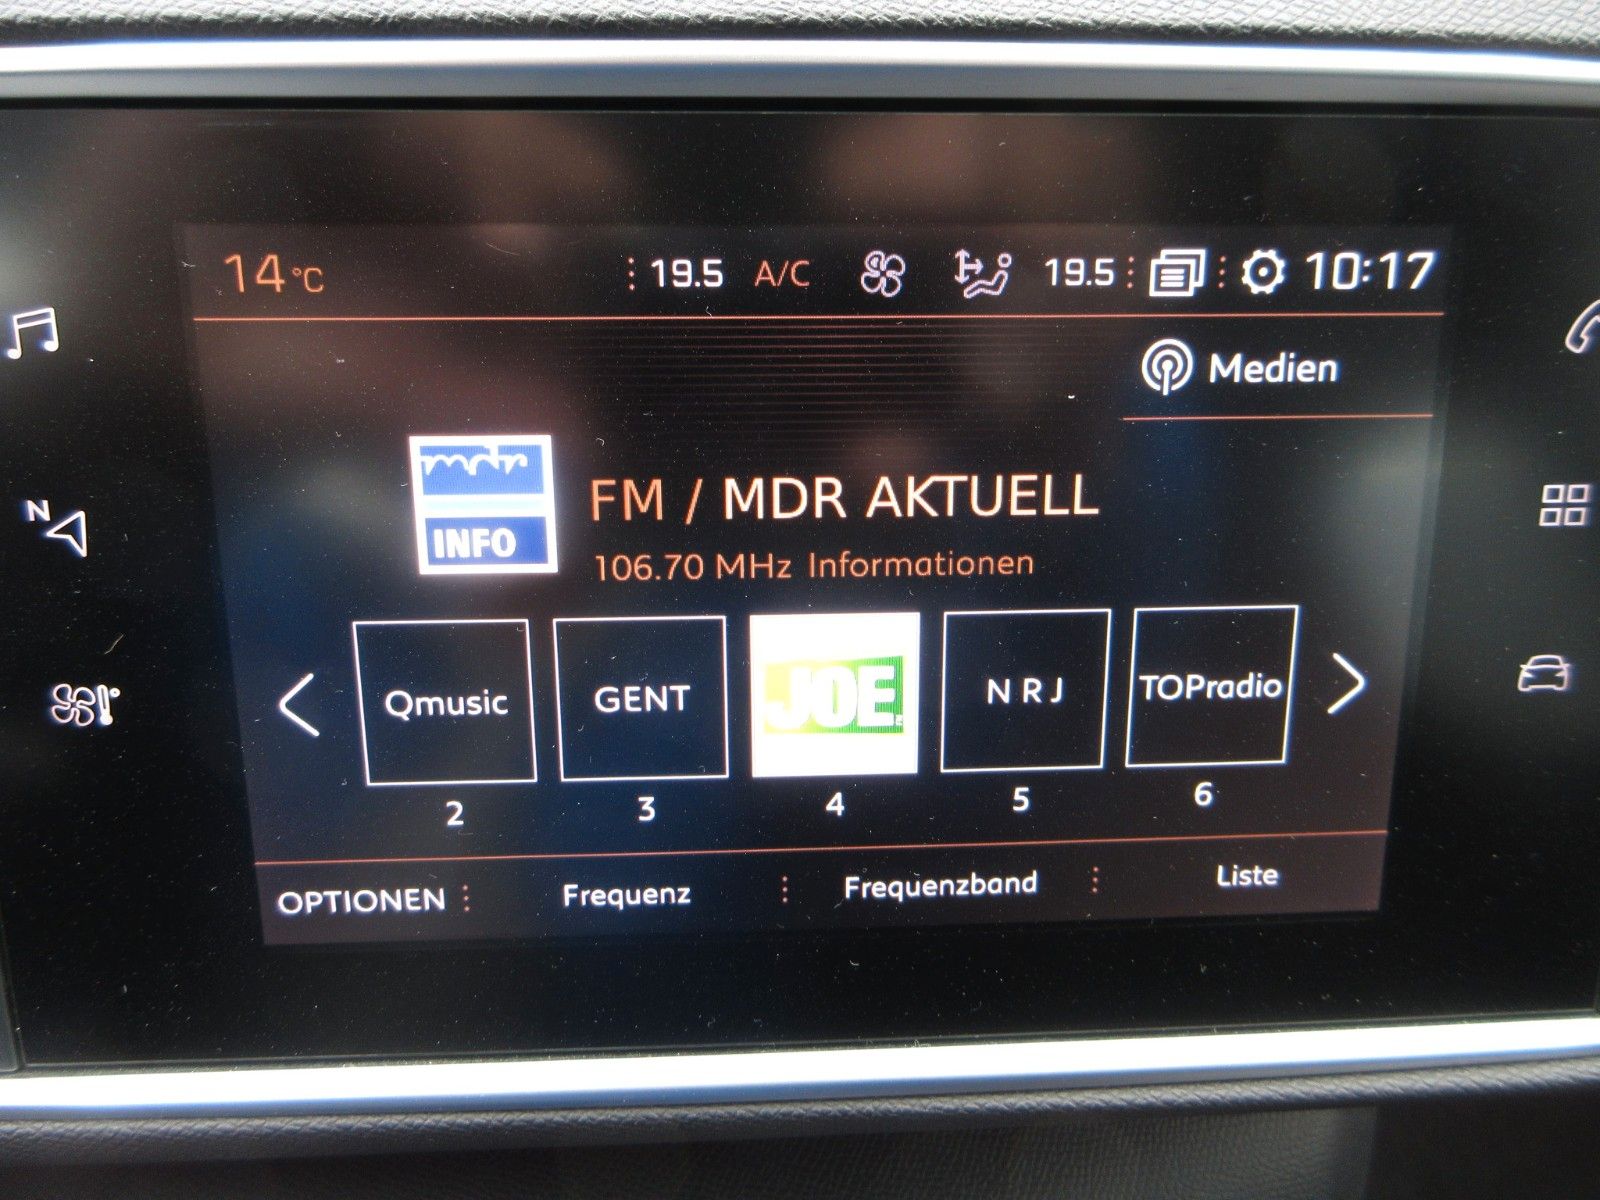 14°C 19.5 A/C 19.5 10:17
Medien
mdr
INFO
FM / MDR AKTUELL
106.70 MHz Informationen
N
Qmusic GENT JOE NRJ TOPradio
2 3 4 5 6
OPTIONEN Frequenz Frequenzband Liste